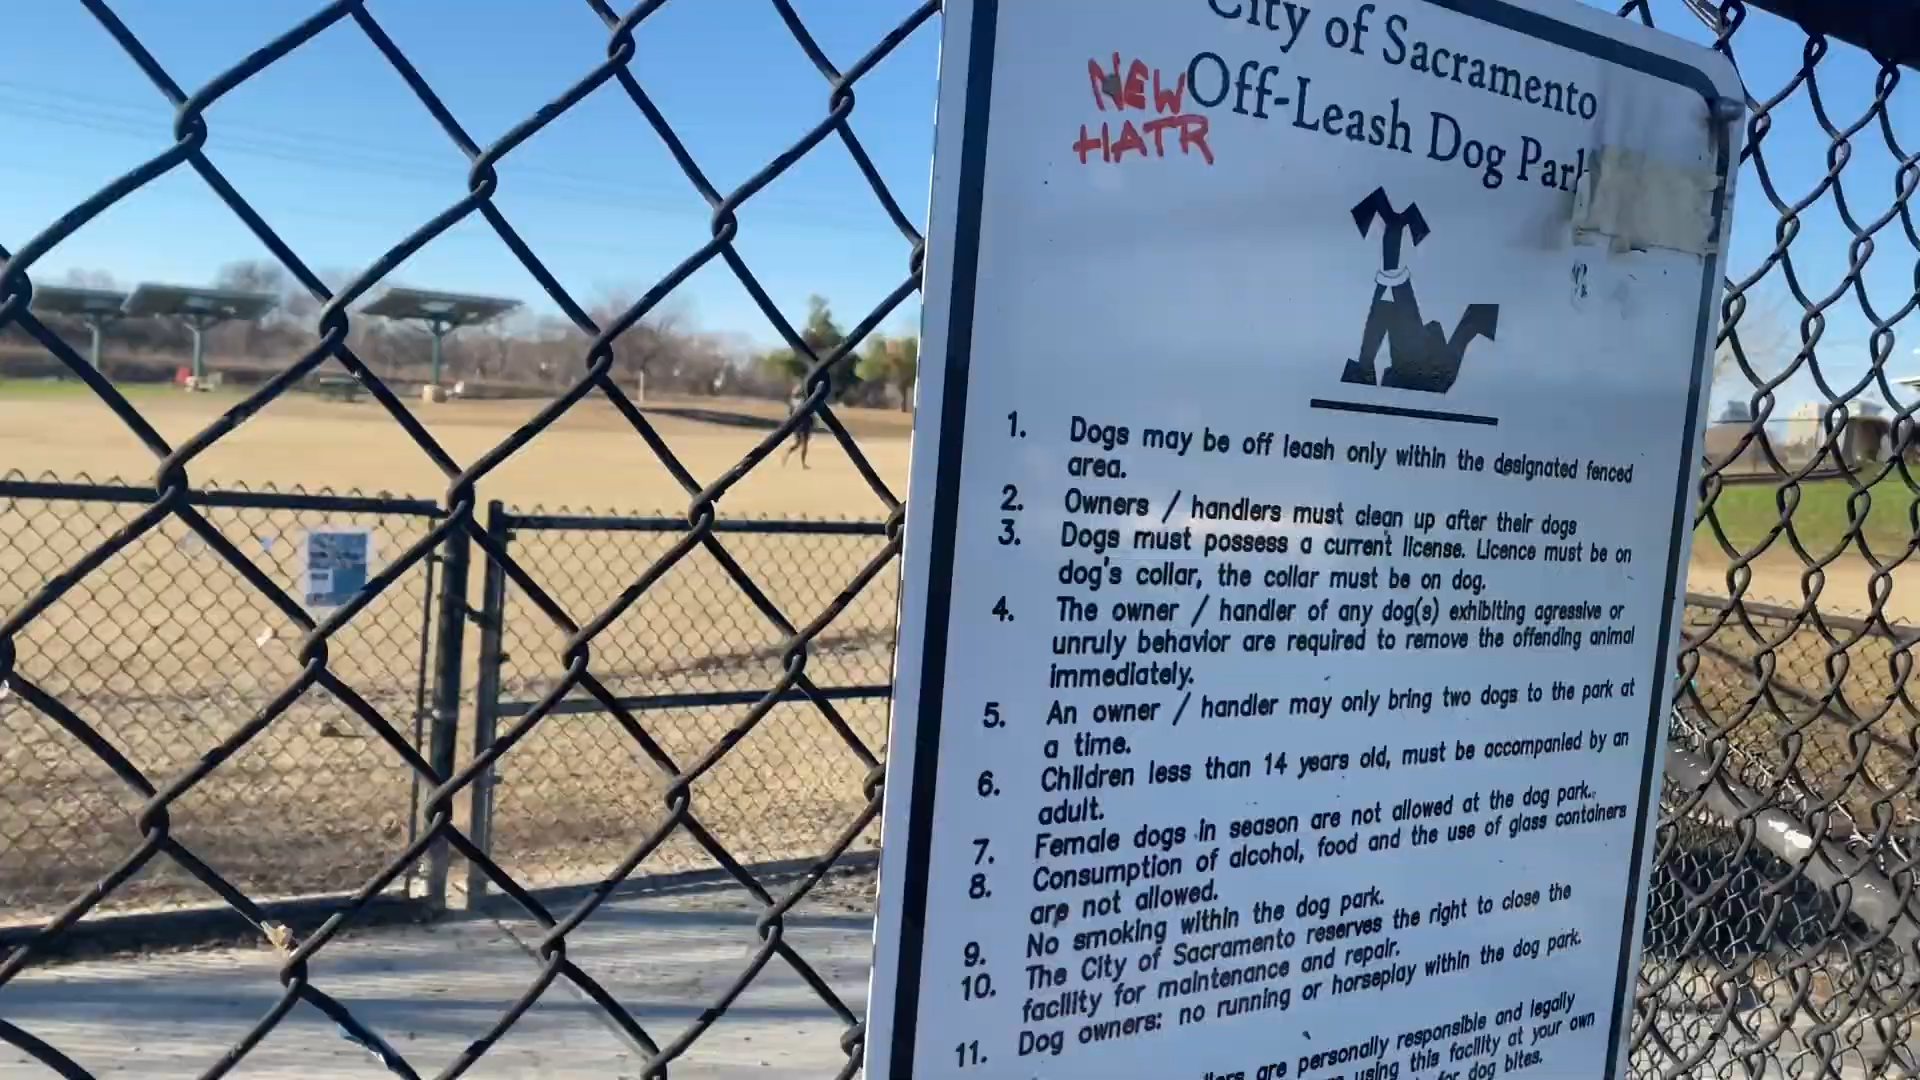 City of Sacramento
NEW Off-Leash Dog Park
HATR
1. Dogs may be off leash only within the designated fenced
area.
2. Owners / handlers must clean up after their dogs
3. Dogs must possess a current license. Licence must be on
dog's collar, the collar must be on dog.
4. The owner / handler of any dog(s) exhibiting agressive or
unruly behavior are required to remove the offending animal
immediately.
5. An owner / handler may only bring two dogs to the park at
a time.
6. Children less than 14 years old, must be accompanied by an
adult.
7. Female dogs in season are not allowed at the dog park.
8. Consumption of alcohol, food and the use of glass containers
are not allowed.
9. No smoking within the dog park.
10. The City of Sacramento reserves the right to close the
facility for maintenance and repair.
11. Dog owners: no running or horseplay within the dog park.
are personally responsible and legally
using this facility at your own
for dog bites.